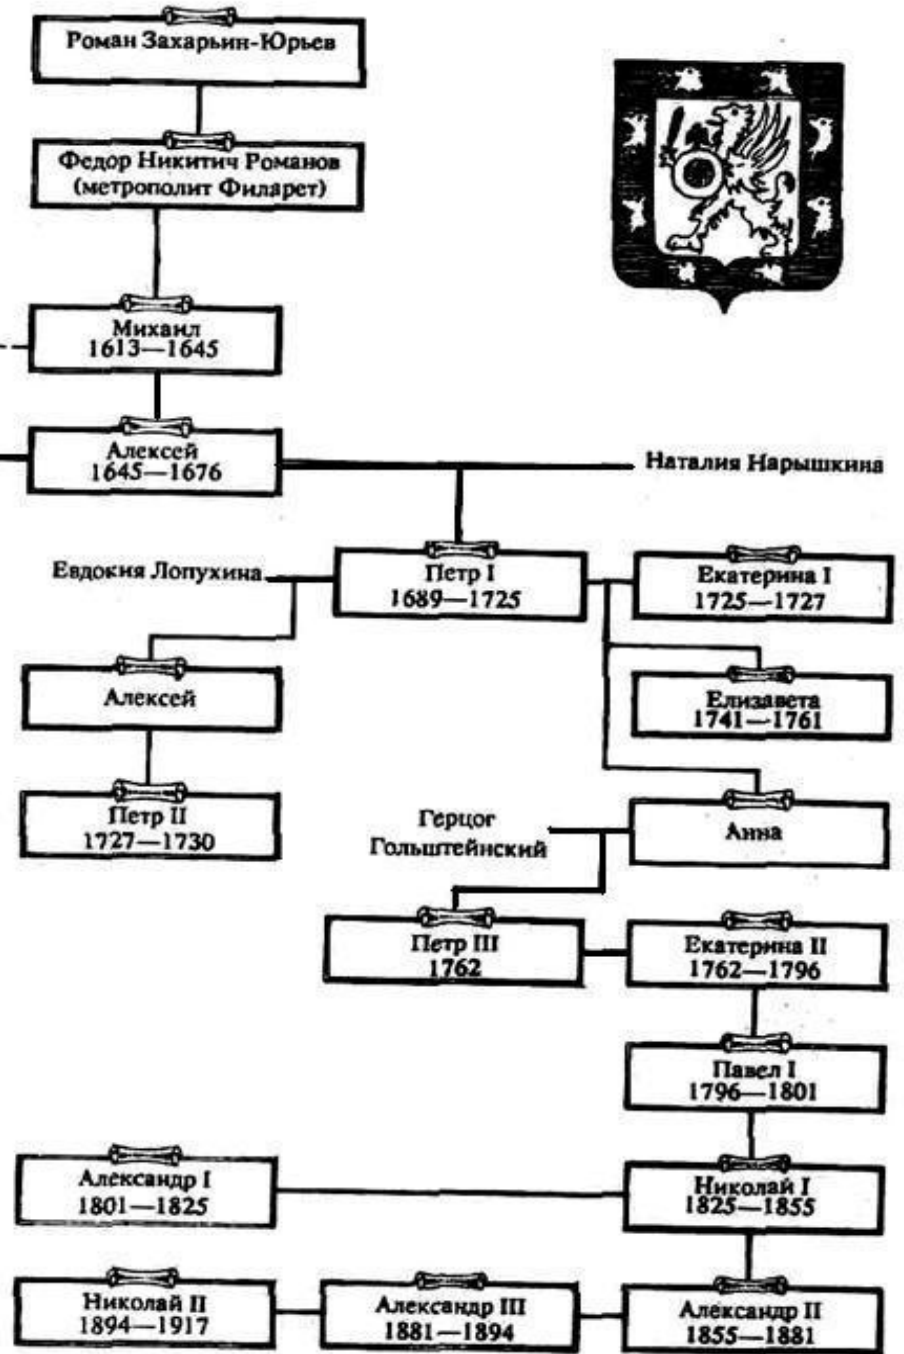 Роман Захарьин-Юрьев
Федор Никитич Романов
(метрополит Филарет)
Михаил
1613—1645
Алексей
1645—1676
Наталия Нарышкина
Евдокия Лопухина
Петр I
1689—1725
Екатерина I
1725—1727
Алексей
Елизавета
1741—1761
Петр II
1727—1730
Герцог
Гольштейнский
Анна
Петр III
1762
Екатерина II
1762—1796
Павел I
1796—1801
Александр I
1801—1825
Николай I
1825—1855
Николай II
1894—1917
Александр III
1881—1894
Александр II
1855—1881